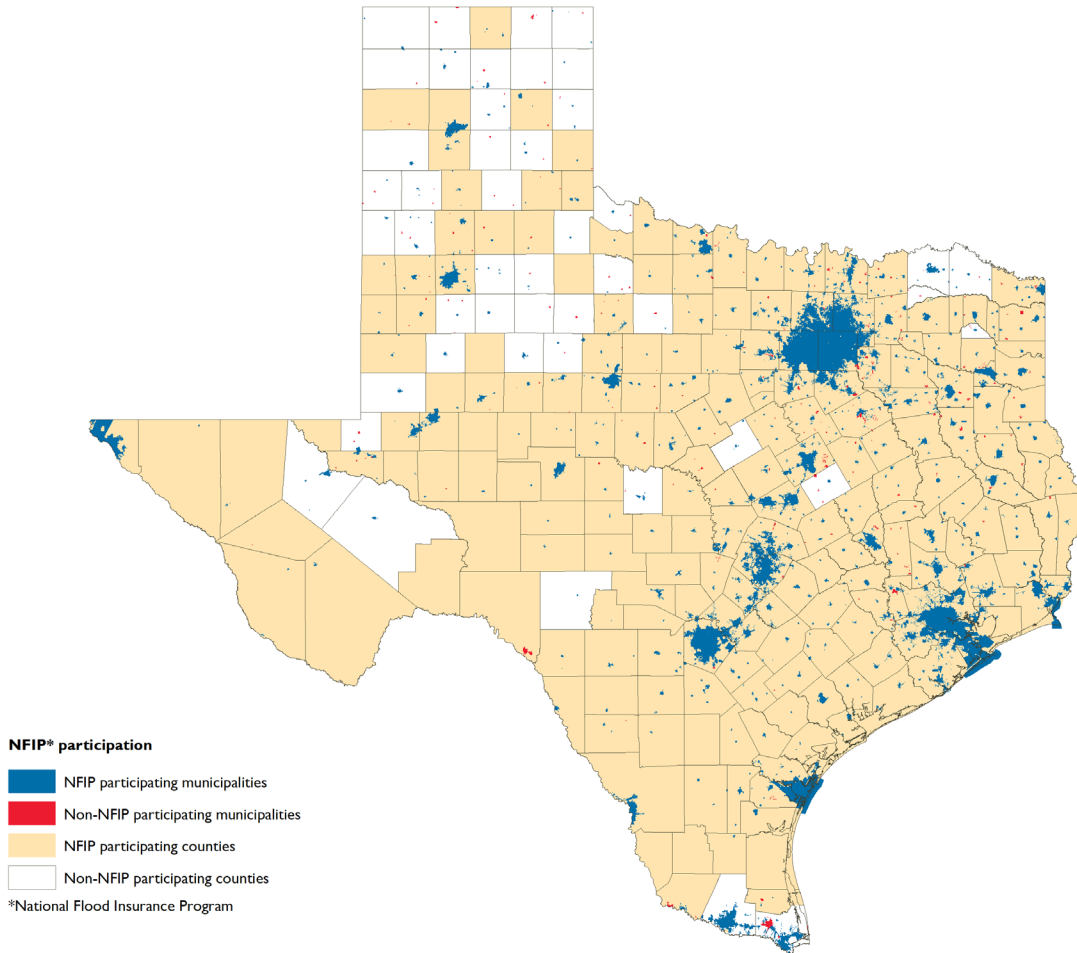 NFIP* participation
NFIP participating municipalities
Non-NFIP participating municipalities
NFIP participating counties
Non-NFIP participating counties
*National Flood Insurance Program